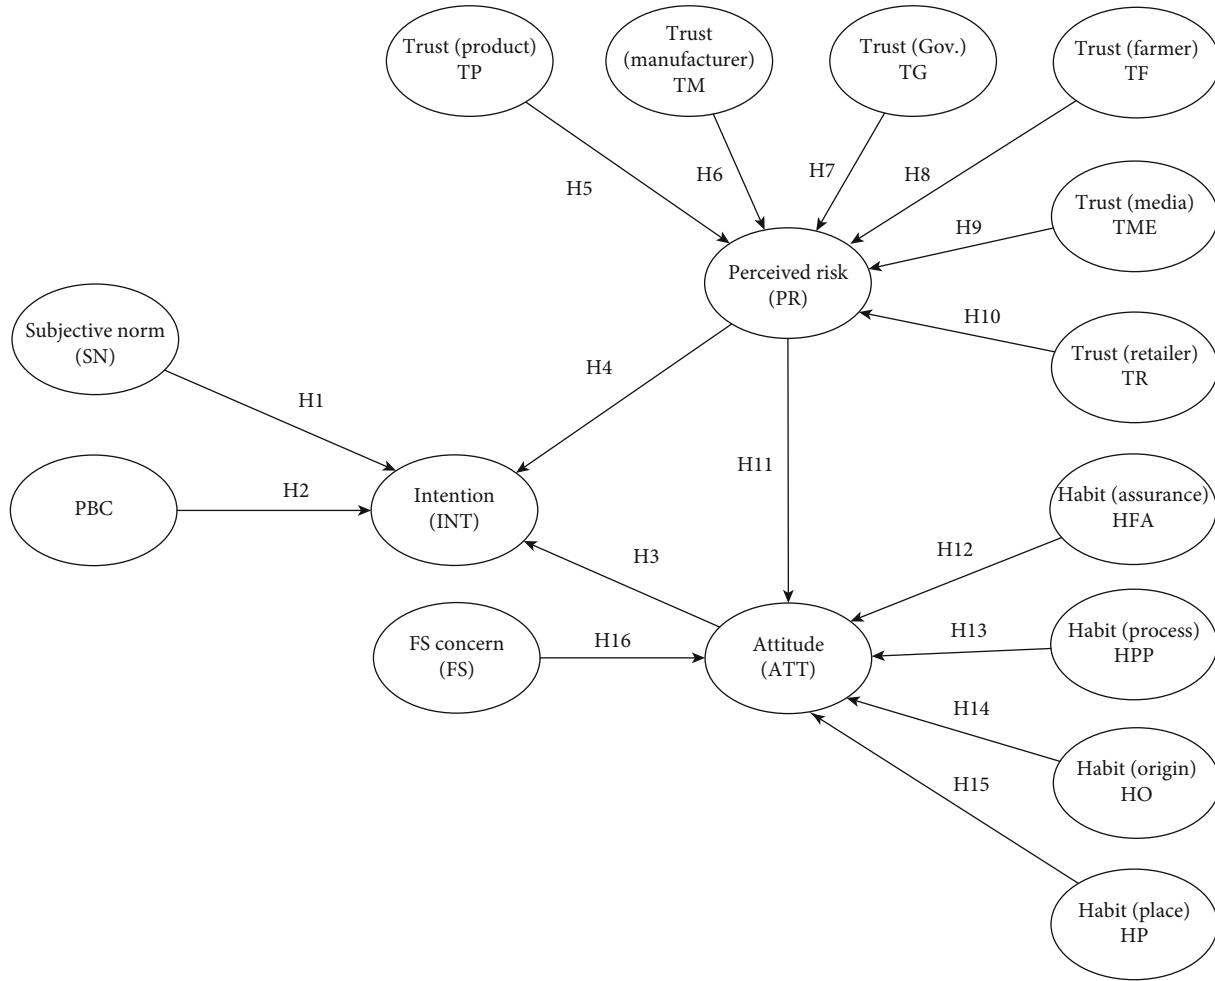 Trust (product)
TP
Trust
(manufacturer)
TM
Trust (Gov.)
TG
Trust (farmer)
TF
H5
H6
H7
H8
Trust (media)
TME
H9
Perceived risk
(PR)
H10
Trust (retailer)
TR
Subjective norm
(SN)
H1
H4
H11
PBC
H2
Intention
(INT)
Habit (assurance)
HFA
H3
H12
FS concern
(FS)
H16
Attitude
(ATT)
H13
Habit (process)
HPP
H14
Habit (origin)
HO
H15
Habit (place)
HP